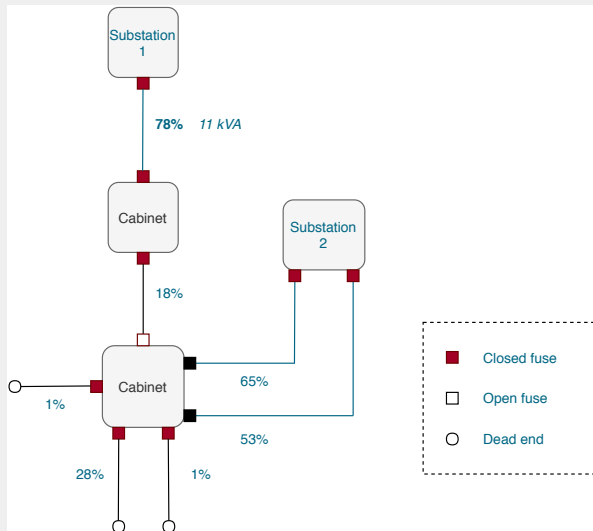 Substation
1
78% 11 kVA
Cabinet
Substation
2
18%
Cabinet
65%
1%
53%
28%
1%
Closed fuse
Open fuse
Dead end